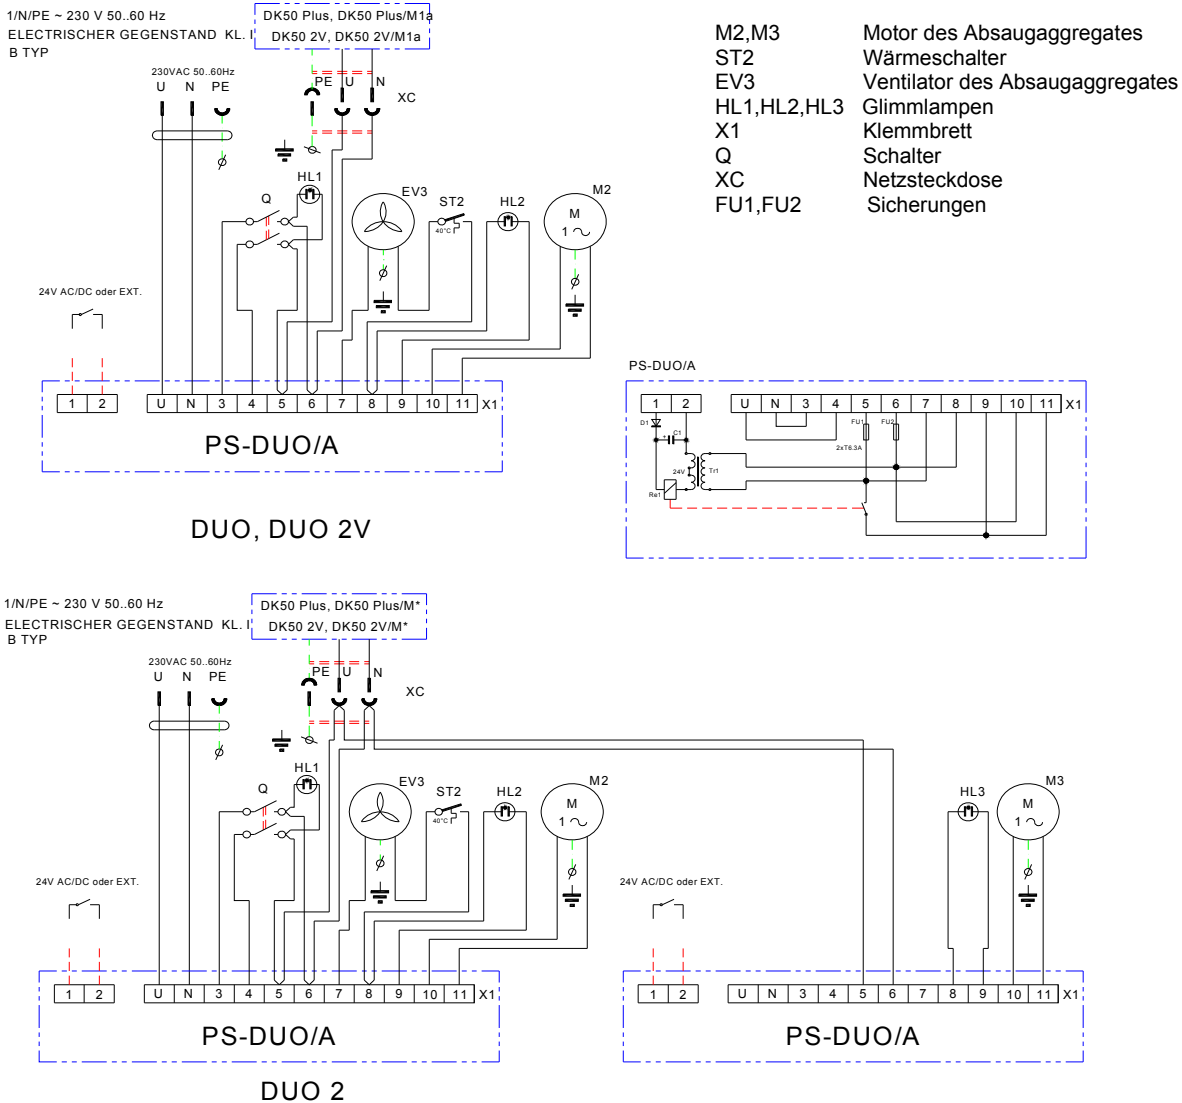 1/N/PE ~ 230 V 50..60 Hz
ELECTRISCHER GEGENSTAND KL. I
B TYP
DK50 Plus, DK50 Plus/M1a
DK50 2V, DK50 2V/M1a
230VAC 50..60Hz
U N PE
PE U N
XC
HL1
Q
EV3
ST2
40°C
HL2
M2
M
1
24V AC/DC oder EXT.
1 2 U N 3 4 5 6 7 8 9 10 11 X1
PS-DUO/A
DUO, DUO 2V
M2,M3 Motor des Absaugaggregates
ST2 Wärmeschalter
EV3 Ventilator des Absaugaggregates
HL1,HL2,HL3 Glimmlampen
X1 Klemmbrett
Q Schalter
XC Netzsteckdose
FU1,FU2 Sicherungen
PS-DUO/A
1 2 U N 3 4 5 6 7 8 9 10 11 X1
D1
+ C1
FU1 FU2
2xT6.3A
24V Tr1
Re1
1/N/PE ~ 230 V 50..60 Hz
ELECTRISCHER GEGENSTAND KL. I
B TYP
DK50 Plus, DK50 Plus/M*
DK50 2V, DK50 2V/M*
230VAC 50..60Hz
U N PE
PE U N
XC
HL1
Q
EV3
ST2
40°C
HL2
M2
M
1
HL3
M3
M
1
24V AC/DC oder EXT.
24V AC/DC oder EXT.
1 2 U N 3 4 5 6 7 8 9 10 11 X1
1 2 U N 3 4 5 6 7 8 9 10 11 X1
PS-DUO/A
PS-DUO/A
DUO 2